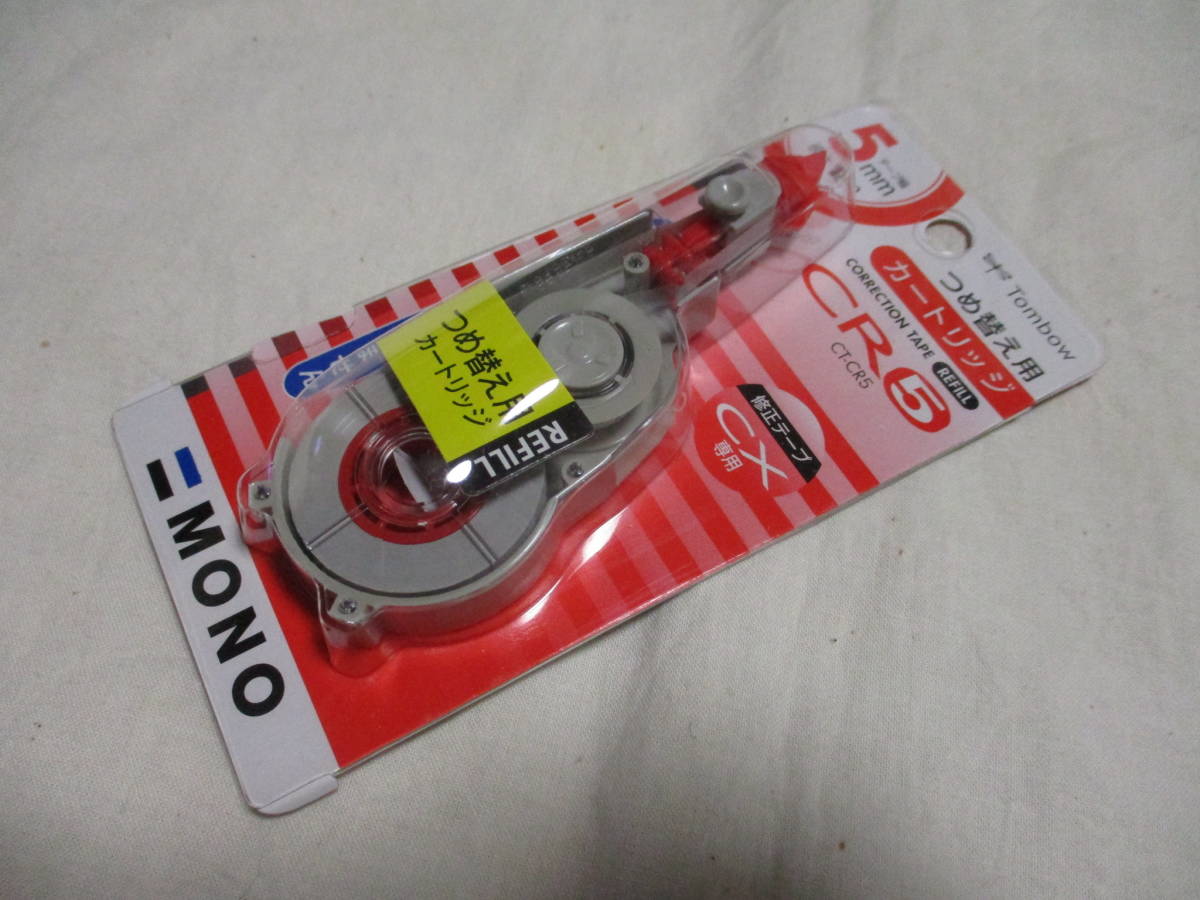 Tombow
つめ替え用
カートリッジ
CORRECTION TAPE REFILL
CR5
CT-CR5
5mm
修正テープ
CX
専用
つめ替え用
カートリッジ
REFILL
MONO